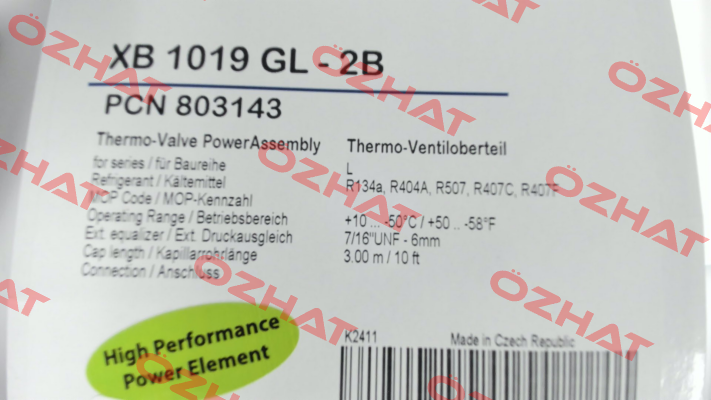 XB 1019 GL - 2B
PCN 803143
Thermo-Valve PowerAssembly Thermo-Ventiloberteil
for series / für Baureihe L
Refrigerant / Kältemittel R134a, R404A, R507, R407C, R407F
MOP Code / MOP-Kennzahl
Operating Range / Betriebsbereich +10 ... -50°C / +50 .. -58°F
Ext. equalizer / Ext. Druckausgleich 7/16"UNF - 6mm
Cap length / Kapillarrohrlänge 3.00 m / 10 ft
Connection / Anschluss
High Performance
Power Element
K2411 Made in Czech Republic
ÖZHAT
ÖZHAT
ÖZHAT
ÖZHAT
ÖZHAT
ÖZHAT
ÖZHAT
ÖZHAT